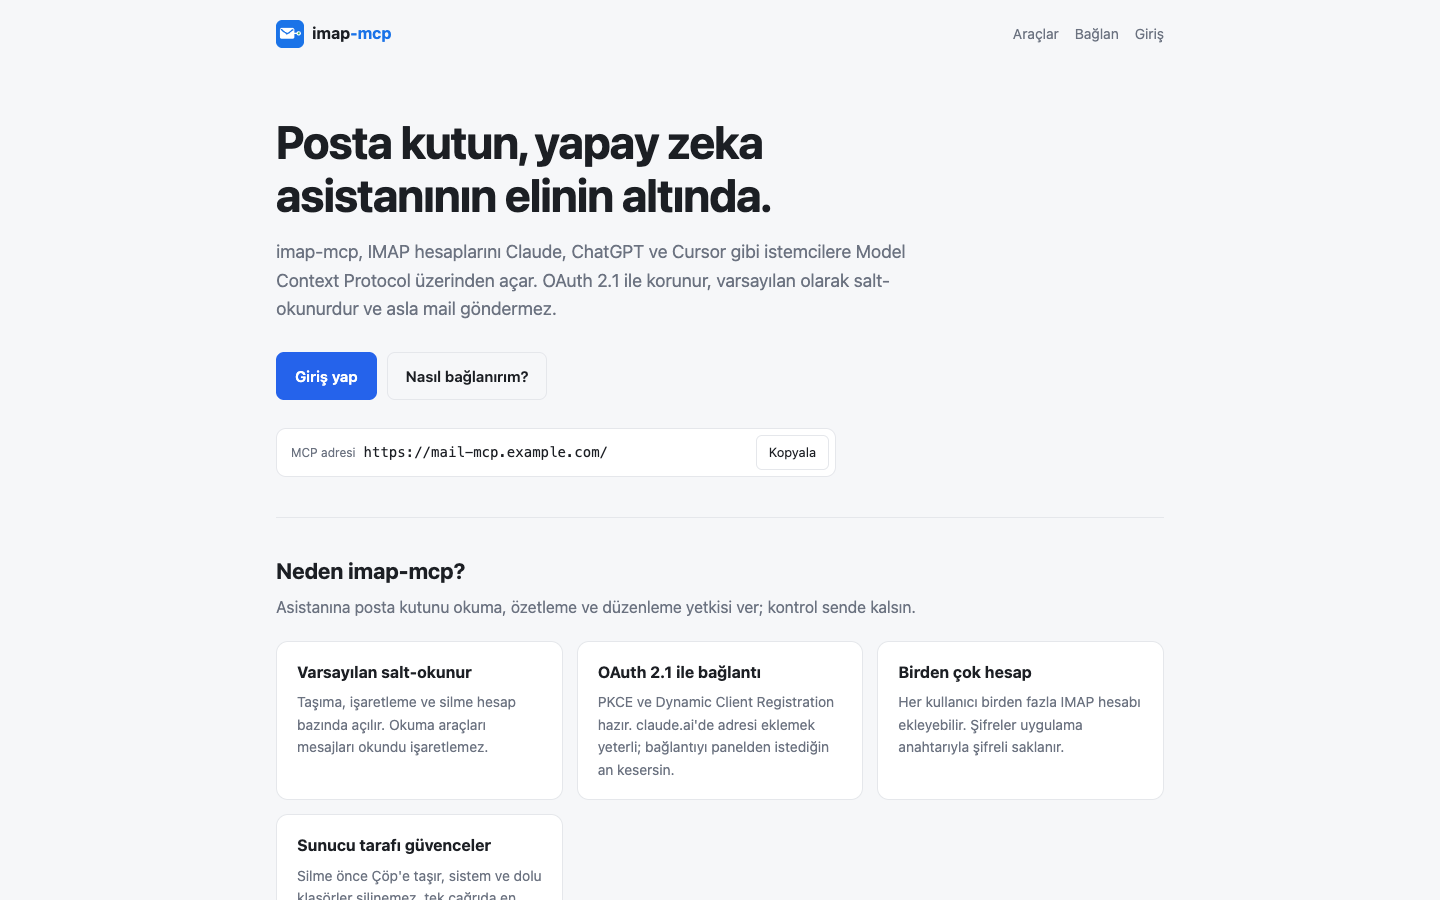 imap-mcp
Araçlar Bağlan Giriş
Posta kutun, yapay zeka
asistanının elinin altında.
imap-mcp, IMAP hesaplarını Claude, ChatGPT ve Cursor gibi istemcilere Model
Context Protocol üzerinden açar. OAuth 2.1 ile korunur, varsayılan olarak salt-
okunurdur ve asla mail göndermez.
Giriş yap
Nasıl bağlanırım?
MCP adresi https://mail-mcp.example.com/
Kopyala
Neden imap-mcp?
Asistanına posta kutunu okuma, özetleme ve düzenleme yetkisi ver; kontrol sende kalsın.
Varsayılan salt-okunur
Taşıma, işaretleme ve silme hesap
bazında açılır. Okuma araçları
mesajları okundu işaretlemez.
OAuth 2.1 ile bağlantı
PKCE ve Dynamic Client Registration
hazır. claude.ai'de adresi eklemek
yeterli; bağlantıyı panelden istediğin
an kesersin.
Birden çok hesap
Her kullanıcı birden fazla IMAP hesabı
ekleyebilir. Şifreler uygulama
anahtarıyla şifreli saklanır.
Sunucu tarafı güvenceler
Silme önce Çöp'e taşır, sistem ve dolu
klasörler silinemez, tek çağrıda en